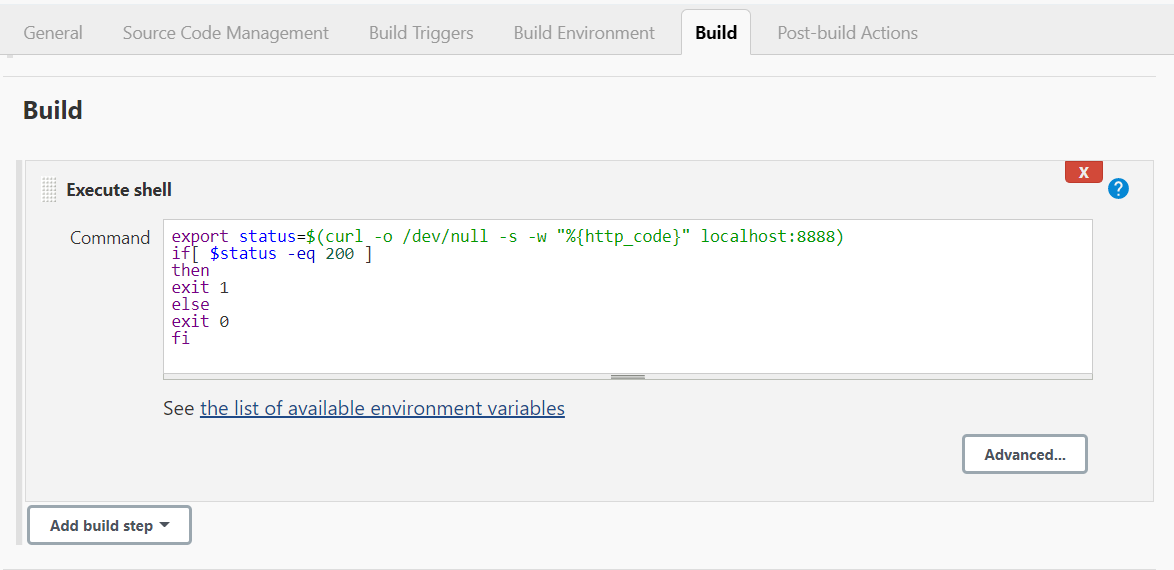 General Source Code Management Build Triggers Build Environment Build Post-build Actions
Build
Execute shell
X
?
Command
export status=$(curl -o /dev/null -s -w "%{http_code}" localhost:8888)
if[ $status -eq 200 ]
then
exit 1
else
exit 0
fi
See the list of available environment variables
Advanced...
Add build step